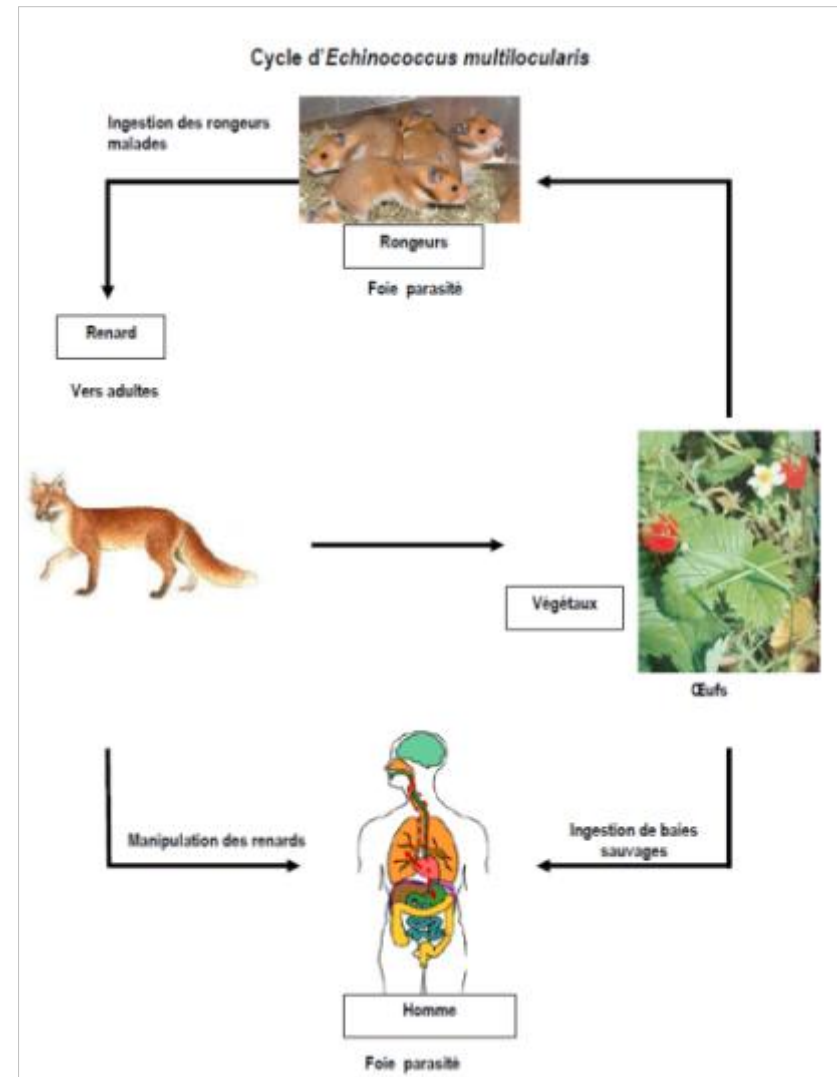 Cycle d'Echinococcus multilocularis
Ingestion des rongeurs
malades
Rongeurs
Foie parasité
Renard
Vers adultes
Végétaux
Œufs
Manipulation des renards
Ingestion de baies
sauvages
Homme
Foie parasité